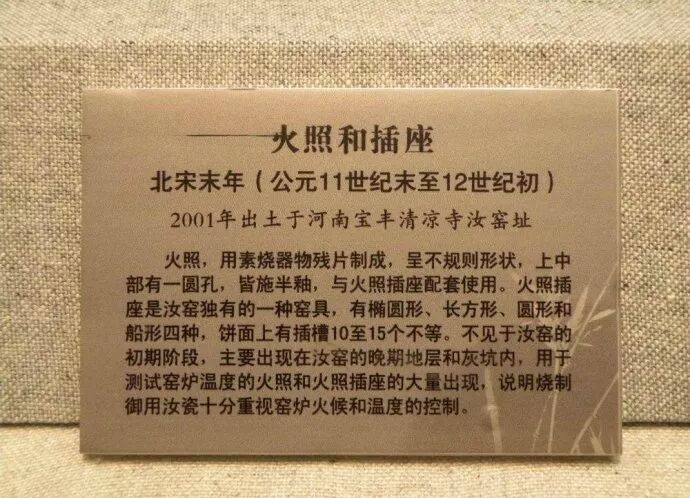 火照和插座
北宋末年（公元11世纪末至12世纪初）
2001年出土于河南宝丰清凉寺汝窑址
火照，用素烧器物残片制成，呈不规则形状，上中
部有一圆孔，皆施半釉，与火照插座配套使用。火照插
座是汝窑独有的一种窑具，有椭圆形、长方形、圆形和
船形四种，饼面上有插槽10至15个不等。不见于汝窑的
初期阶段，主要出现在汝窑的晚期地层和灰坑内，用于
测试窑炉温度的火照和火照插座的大量出现，说明烧制
御用汝瓷十分重视窑炉火候和温度的控制。